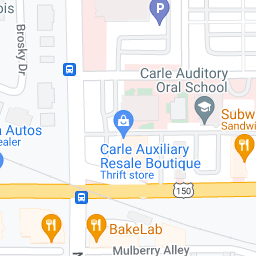 ois
Brosky Dr
P
Carle Auditory
Oral School
Subw
Sandwi
Autos
ealer
Carle Auxiliary
Resale Boutique
Thrift store
150
BakeLab
N
Mulberry Alley